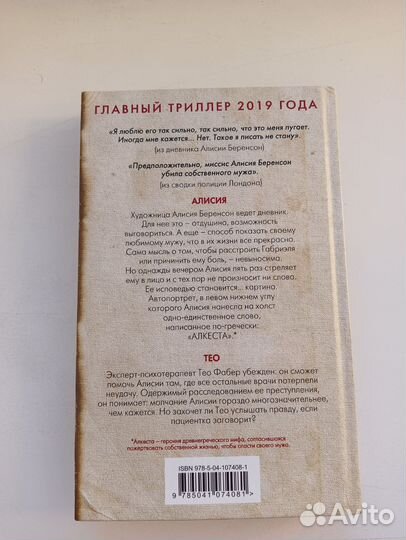 ГЛАВНЫЙ ТРИЛЛЕР 2019 ГОДА
«Я люблю его так сильно, так сильно, что это меня пугает.
Иногда мне кажется... Нет. Такое я писать не стану».
(из дневника Алисии Беренсон)
«Предположительно, миссис Алисия Беренсон
убила собственного мужа».
(из сводки полиции Лондона)
АЛИСИЯ
Художница Алисия Беренсон ведет дневник.
Для нее это – отдушина, возможность
выговориться. А еще – способ показать своему
любимому мужу, что в их жизни все прекрасно.
Сама мысль о том, чтобы расстроить Габриэля
или причинить ему боль, – невыносима.
Но однажды вечером Алисия пять раз стреляет
ему в лицо и с тех пор не произносит ни слова.
Ее исповедью становится... картина.
Автопортрет, в левом нижнем углу
которого Алисия нанесла на холст
одно-единственное слово,
написанное по-гречески:
«АЛКЕСТА».*
ТЕО
Эксперт-психотерапевт Тео Фабер убежден: он сможет
помочь Алисии там, где все остальные врачи потерпели
неудачу. Одержимый расследованием ее преступления,
он понимает: молчание Алисии гораздо многозначительнее,
чем кажется. Но захочет ли Тео услышать правду, если
пациентка заговорит?
*Алкеста – героиня древнегреческого мифа, согласившаяся
пожертвовать собственной жизнью, чтобы спасти своего мужа.
ISBN 978-5-04-107408-1
9 785041 074081 >
Avito